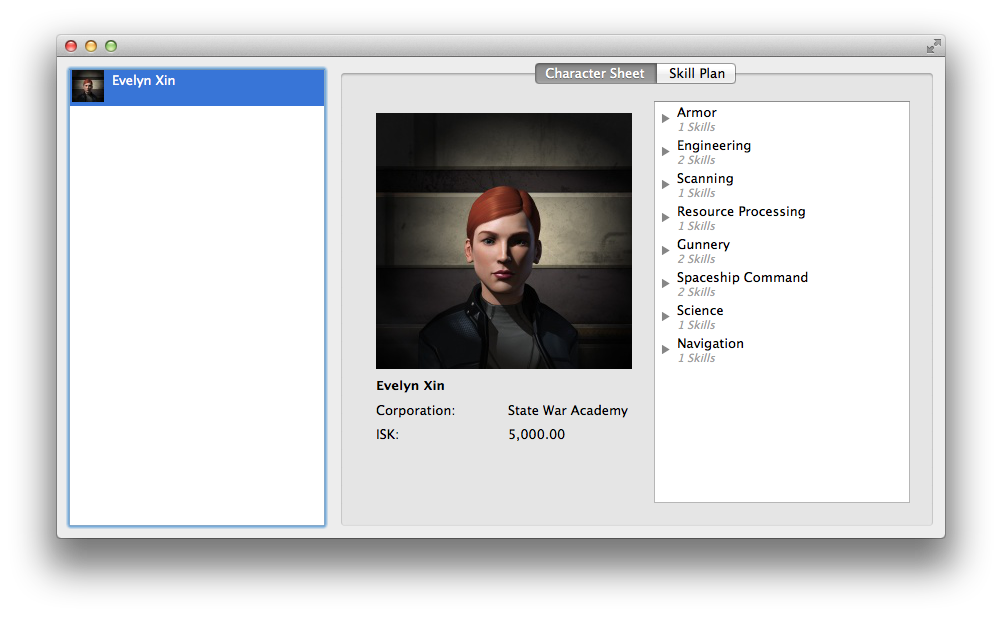 Evelyn Xin
Character Sheet
Skill Plan
Evelyn Xin
Corporation: State War Academy
ISK: 5,000.00
Armor
1 Skills
Engineering
2 Skills
Scanning
1 Skills
Resource Processing
1 Skills
Gunnery
2 Skills
Spaceship Command
2 Skills
Science
1 Skills
Navigation
1 Skills